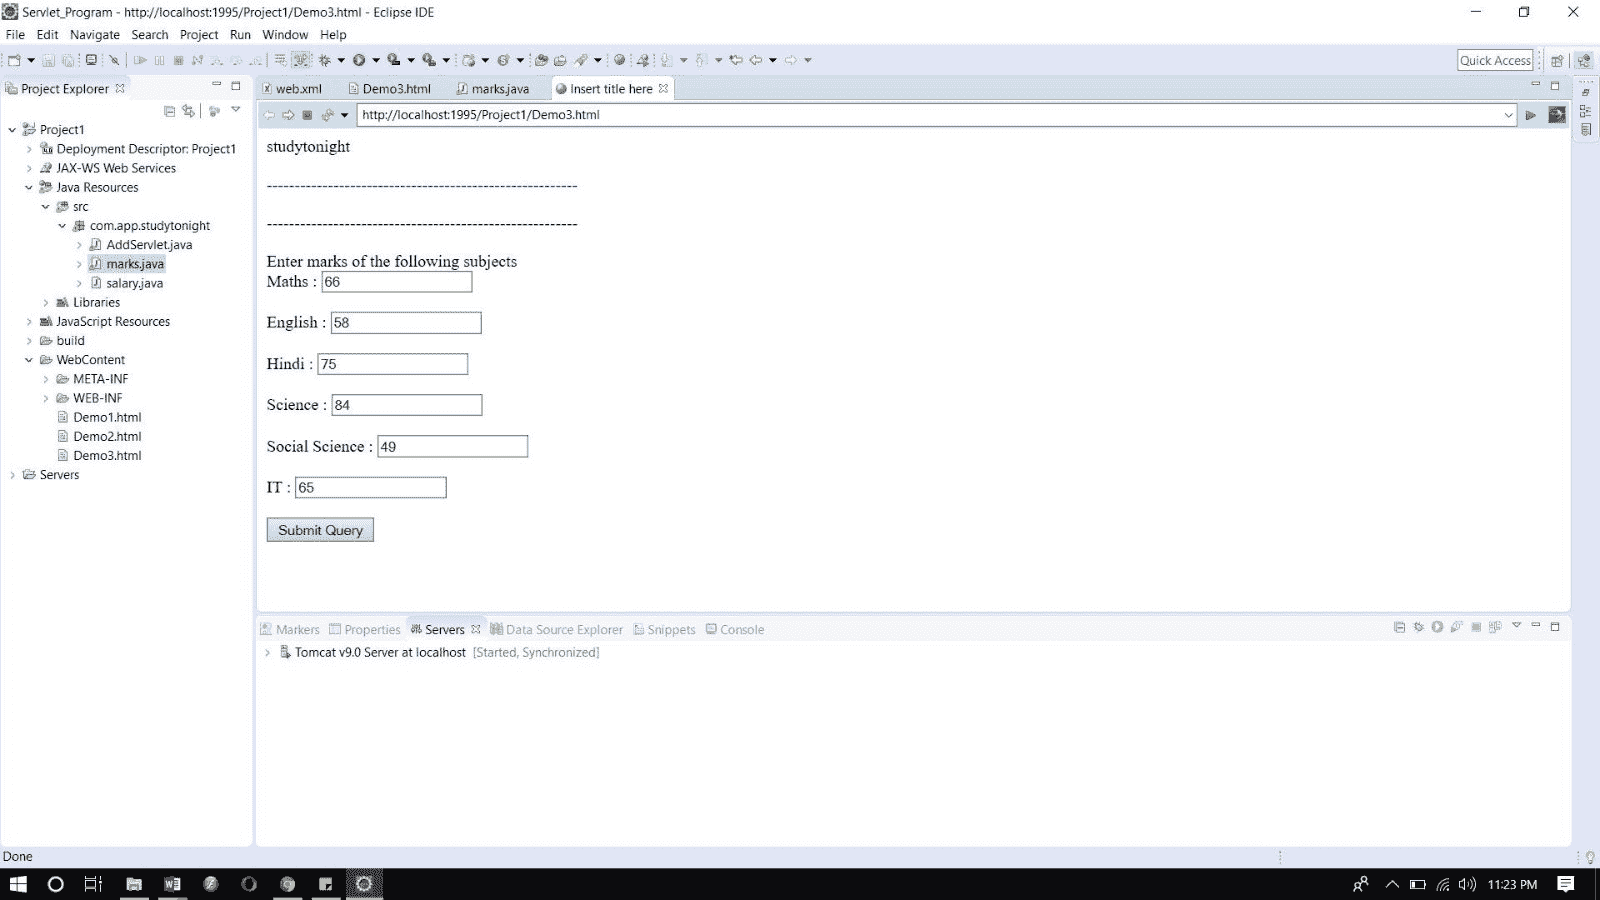 Servlet_Program - http://localhost:1995/Project1/Demo3.html - Eclipse IDE
File Edit Navigate Search Project Run Window Help
Quick Access
Project Explorer
Project1
Deployment Descriptor: Project1
JAX-WS Web Services
Java Resources
src
com.app.studytonight
AddServlet.java
marks.java
salary.java
Libraries
JavaScript Resources
build
WebContent
META-INF
WEB-INF
Demo1.html
Demo2.html
Demo3.html
Servers
web.xml Demo3.html marks.java Insert title here
http://localhost:1995/Project1/Demo3.html
studytonight
--------------------------------------------------------
--------------------------------------------------------
Enter marks of the following subjects
Maths : 66
English : 58
Hindi : 75
Science : 84
Social Science : 49
IT : 65
Submit Query
Markers Properties Servers Data Source Explorer Snippets Console
Tomcat v9.0 Server at localhost [Started, Synchronized]
Done
11:23 PM